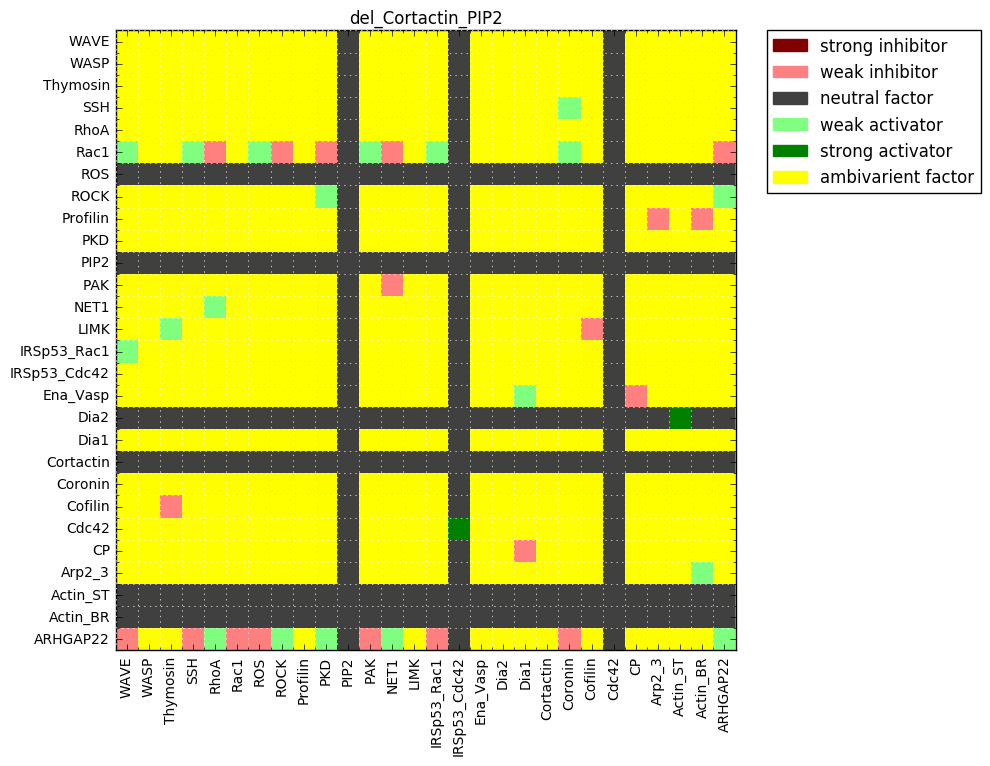 del_Cortactin_PIP2
WAVE
WASP
Thymosin
SSH
RhoA
Rac1
ROS
ROCK
Profilin
PKD
PIP2
PAK
NET1
LIMK
IRSp53_Rac1
IRSp53_Cdc42
Ena_Vasp
Dia2
Dia1
Cortactin
Coronin
Cofilin
Cdc42
CP
Arp2_3
Actin_ST
Actin_BR
ARHGAP22
WAVE
WASP
Thymosin
SSH
RhoA
Rac1
ROS
ROCK
Profilin
PKD
PIP2
PAK
NET1
LIMK
IRSp53_Rac1
IRSp53_Cdc42
Ena_Vasp
Dia2
Dia1
Cortactin
Coronin
Cofilin
Cdc42
CP
Arp2_3
Actin_ST
Actin_BR
ARHGAP22
strong inhibitor
weak inhibitor
neutral factor
weak activator
strong activator
ambivarient factor